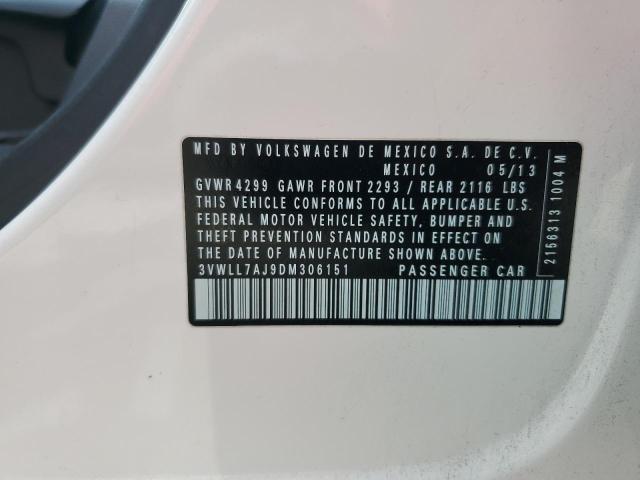 MFD BY VOLKSWAGEN DE MEXICO S.A. DE C.V.
MEXICO 05/13
GVWR 4299 GAWR FRONT 2293 / REAR 2116 LBS
THIS VEHICLE CONFORMS TO ALL APPLICABLE U.S.
FEDERAL MOTOR VEHICLE SAFETY, BUMPER AND
THEFT PREVENTION STANDARDS IN EFFECT ON
THE DATE OF MANUFACTURE SHOWN ABOVE.
3VWLL7AJ9DM306151 PASSENGER CAR
2156313 1004 M